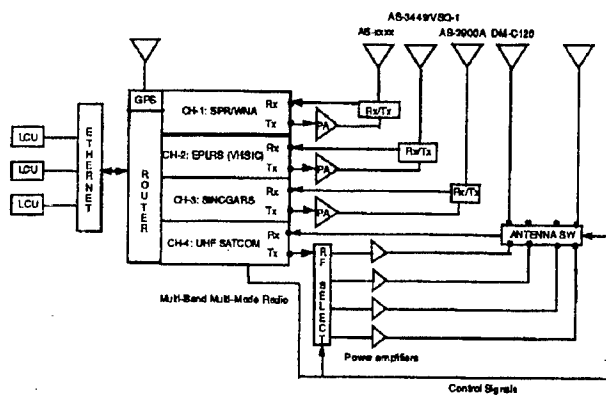 AS-3449/VSQ-1
AS-xxxx
AS-3900A DM-C120
GPS
CH-1: SPR/WNA
Rx
Tx
PA
Rx/Tx
LCU
LCU
LCU
ETHERNET
ROUTER
CH-2: EPLRS (VHSIC)
Rx
Tx
PA
Rx/Tx
CH-3: SINCGARS
Rx
Tx
PA
Rx/Tx
CH-4: UHF SATCOM
Rx
Tx
ANTENNA SW
RF SELECT
Multi-Band Multi-Mode Radio
Power amplifiers
Control Signals